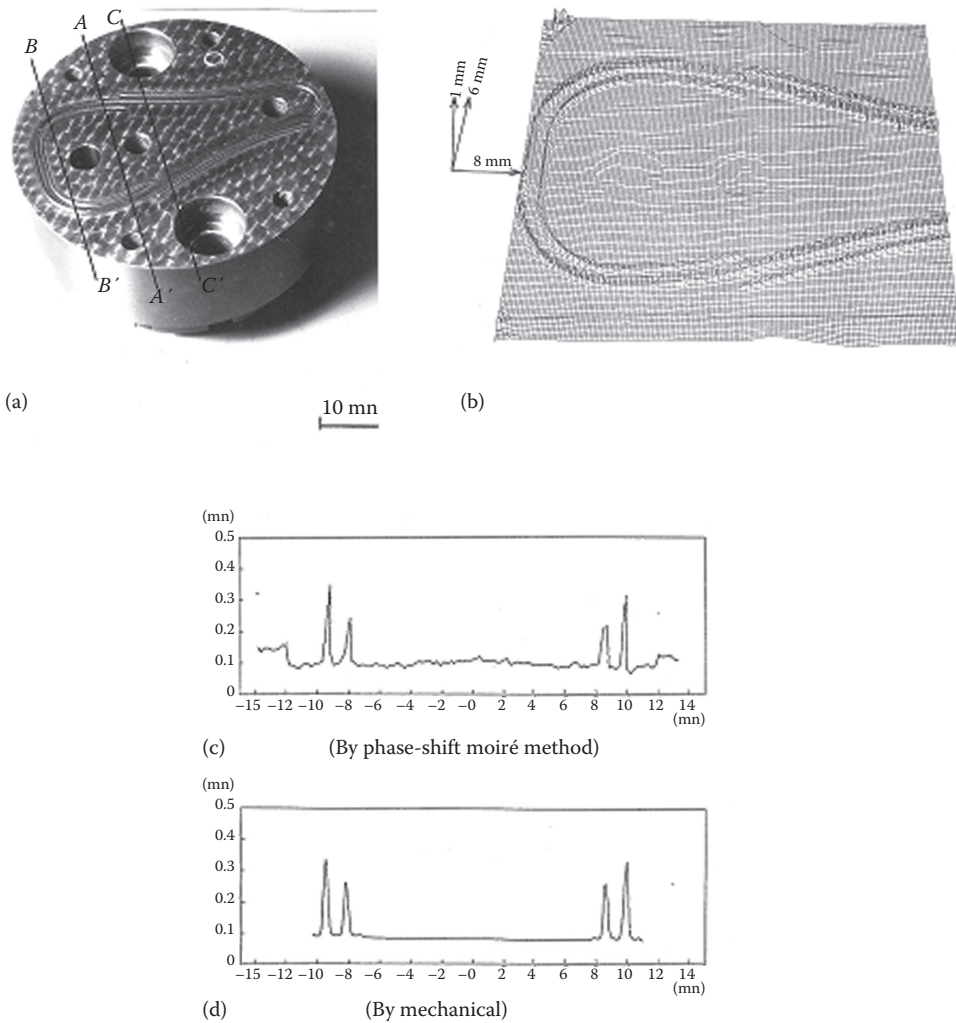 A C
B
B´ A´ C´
1 mm
6 mm
8 mm
(a)
(b)
10 mn
(mn)
0.5
0.4
0.3
0.2
0.1
0
−15 −12 −10 −8 −6 −4 −2 −0 2 4 6 8 10 12 14
(mn)
(c) (By phase-shift moiré method)
(mn)
0.5
0.4
0.3
0.2
0.1
0
−15 −12 −10 −8 −6 −4 −2 −0 2 4 6 8 10 12 14
(mn)
(d) (By mechanical)